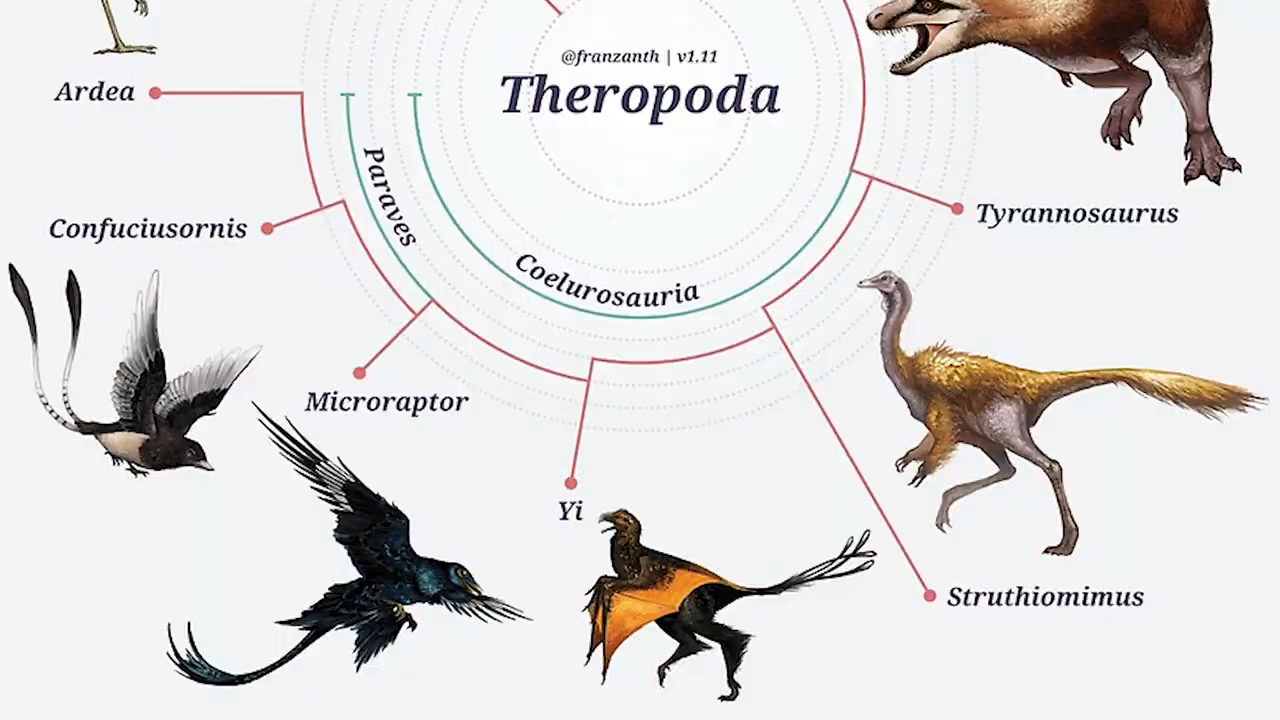 @franzanth | v1.11
Theropoda
Ardea
Paraves
Confuciusornis
Tyrannosaurus
Coelurosauria
Microraptor
Yi
Struthiomimus